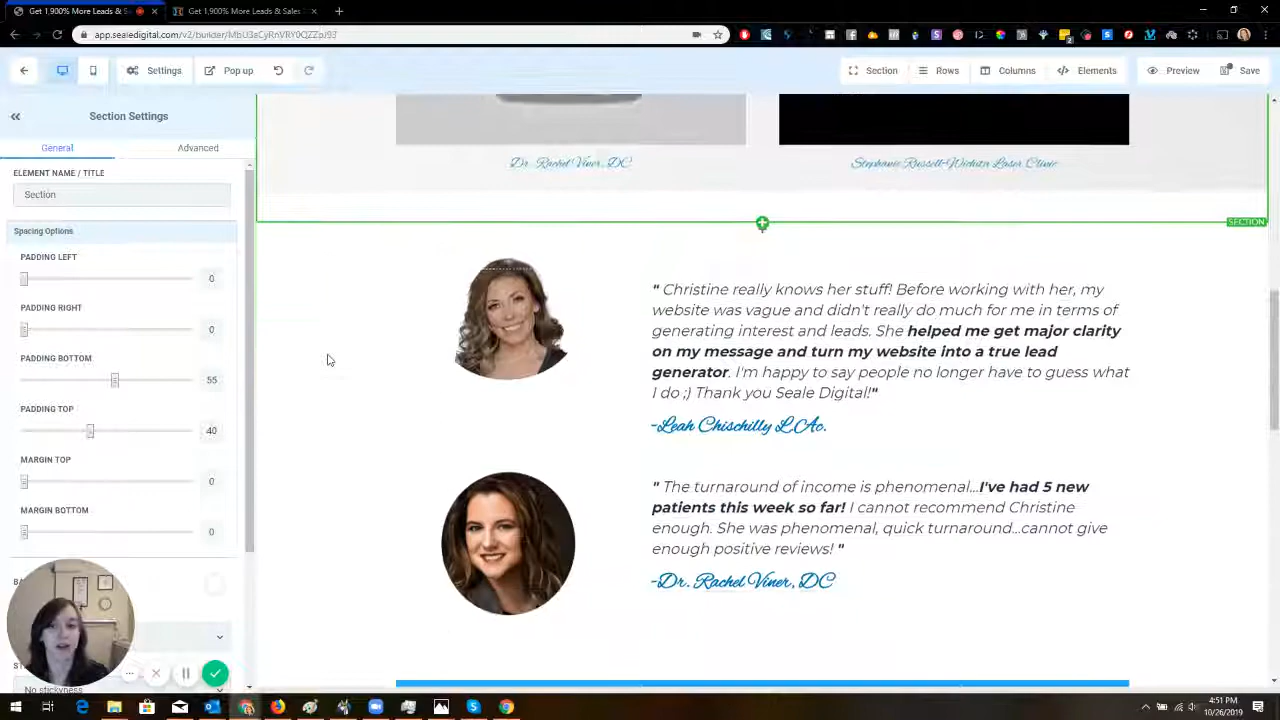 Get 1,900% More Leads & S
Get 1,900% More Leads & Sales
app.sealedigital.com/v2/builder/
Settings
Pop up
Section
Rows
Columns
Elements
Preview
Save
Section Settings
General
Advanced
ELEMENT NAME / TITLE
Section
Spacing Options
PADDING LEFT
0
PADDING RIGHT
0
PADDING BOTTOM
55
PADDING TOP
40
MARGIN TOP
0
MARGIN BOTTOM
0
No stickyness
Dr. Rachel Viner, DC
Stephanie Russell-Wichita Laser Clinic
SECTION
" Christine really knows her stuff! Before working with her, my
website was vague and didn't really do much for me in terms of
generating interest and leads. She helped me get major clarity
on my message and turn my website into a true lead
generator. I'm happy to say people no longer have to guess what
I do ;) Thank you Seale Digital!"
-Leah Chischilly L.Ac.
" The turnaround of income is phenomenal...I've had 5 new
patients this week so far! I cannot recommend Christine
enough. She was phenomenal, quick turnaround...cannot give
enough positive reviews! "
-Dr. Rachel Viner, DC
4:51 PM
10/26/2019